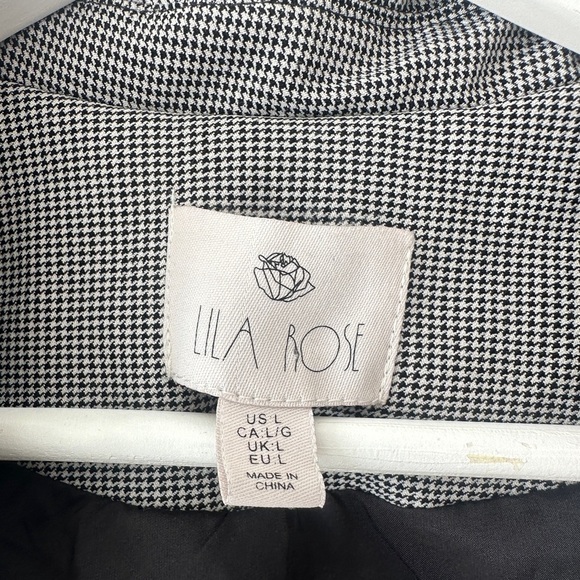 LILA ROSE
US:L
CA:L/G
UK:L
EU:L
MADE IN
CHINA